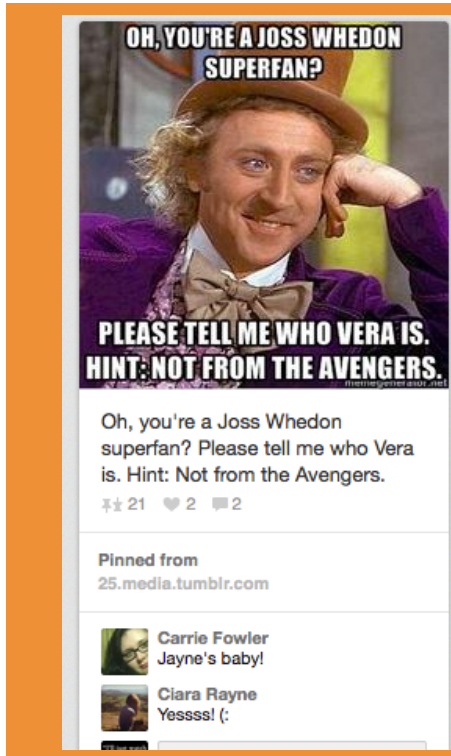 OH, YOU'RE A JOSS WHEDON
SUPERFAN?
PLEASE TELL ME WHO VERA IS.
HINT: NOT FROM THE AVENGERS.
memegenerator.net
Oh, you're a Joss Whedon
superfan? Please tell me who Vera
is. Hint: Not from the Avengers.
21 2 2
Pinned from
25.media.tumblr.com
Carrie Fowler
Jayne's baby!
Ciara Rayne
Yessss! (: